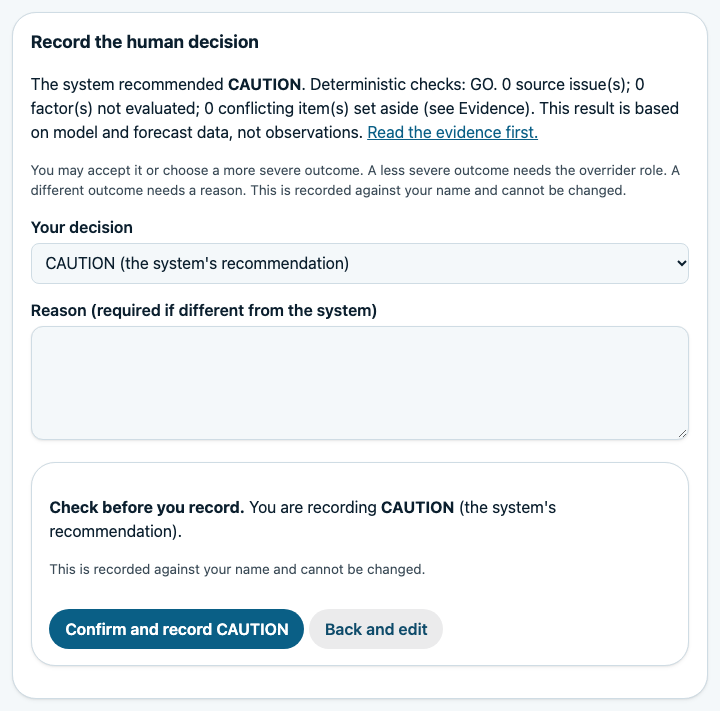 Record the human decision
The system recommended CAUTION. Deterministic checks: GO. 0 source issue(s); 0
factor(s) not evaluated; 0 conflicting item(s) set aside (see Evidence). This result is based
on model and forecast data, not observations. Read the evidence first.
You may accept it or choose a more severe outcome. A less severe outcome needs the overrider role. A
different outcome needs a reason. This is recorded against your name and cannot be changed.
Your decision
CAUTION (the system's recommendation)
Reason (required if different from the system)
Check before you record. You are recording CAUTION (the system's
recommendation).
This is recorded against your name and cannot be changed.
Confirm and record CAUTION
Back and edit